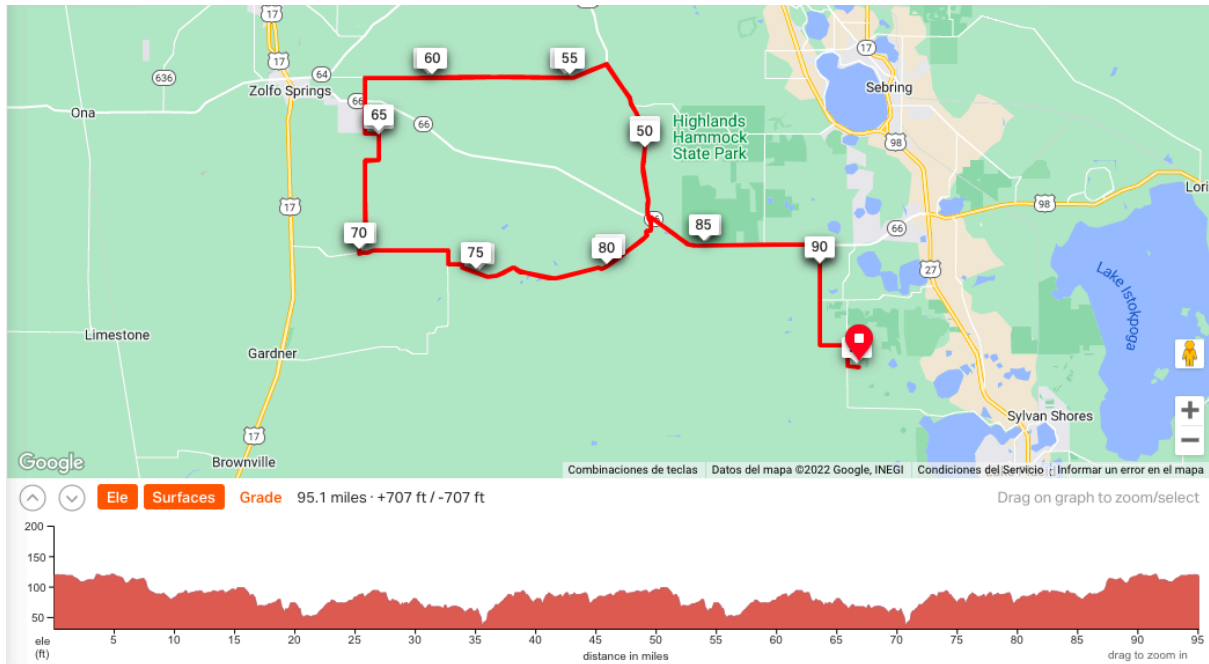 17
66
17
17
636
64
60
55
Zolfo Springs
Sebring
Ona
66
65
66
50
Highlands
Hammock
State Park
98
Lori
17
98
70
66
85
66
75
80
90
27
Lake Istokpoga
Limestone
Gardner
Sylvan Shores
17
Brownville
Google
Combinaciones de teclas
Datos del mapa ©2022 Google, INEGI
Condiciones del Servicio
Informar un error en el mapa
Ele
Surfaces
Grade
95.1 miles · +707 ft / -707 ft
Drag on graph to zoom/select
200
150
100
50
ele
(ft)
5 10 15 20 25 30 35 40 45 50 55 60 65 70 75 80 85 90 95
distance in miles
drag to zoom in